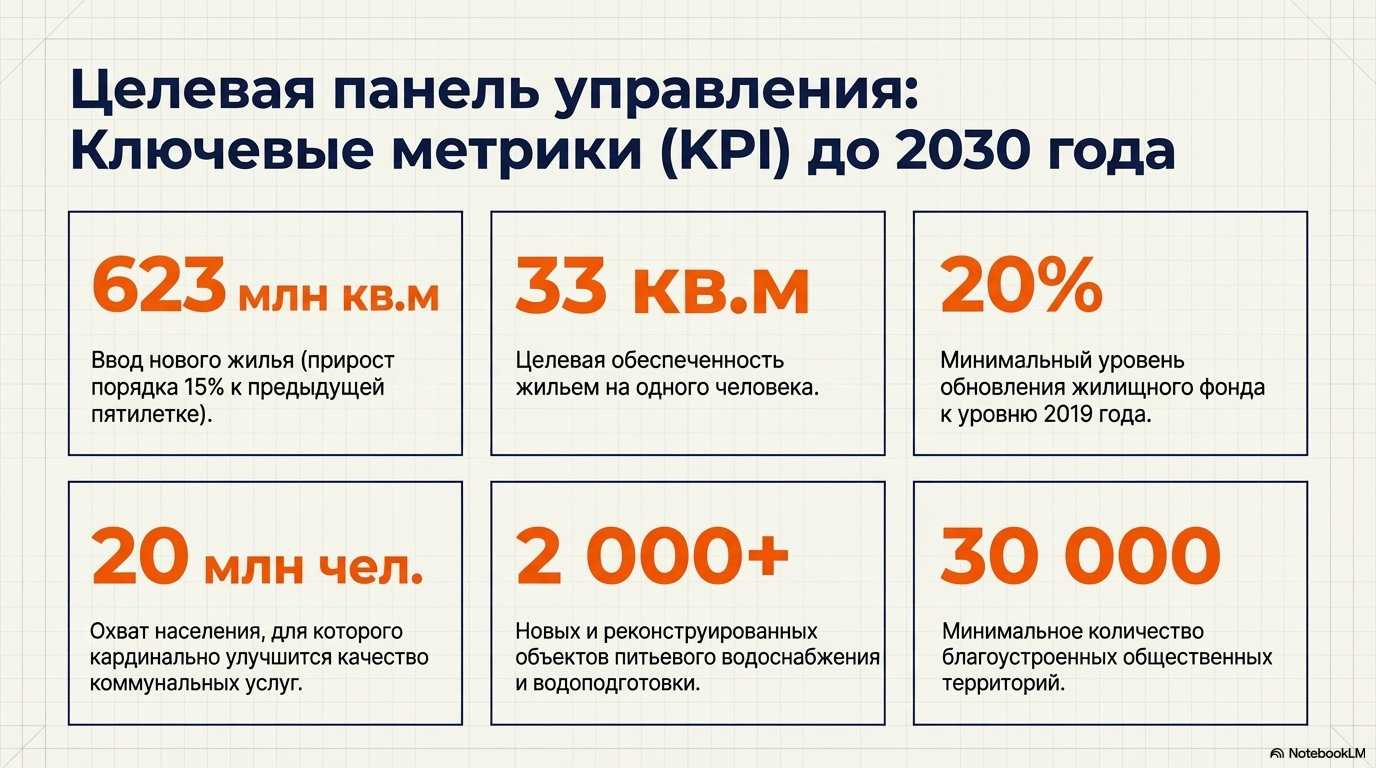 Целевая панель управления:
Ключевые метрики (KPI) до 2030 года
623 млн кв.м
Ввод нового жилья (прирост
порядка 15% к предыдущей
пятилетке).
33 кв.м
Целевая обеспеченность
жильем на одного человека.
20%
Минимальный уровень
обновления жилищного фонда
к уровню 2019 года.
20 млн чел.
Охват населения, для которого
кардинально улучшится качество
коммунальных услуг.
2 000+
Новых и реконструированных
объектов питьевого водоснабжения
и водоподготовки.
30 000
Минимальное количество
благоустроенных общественных
территорий.
NotebookLM